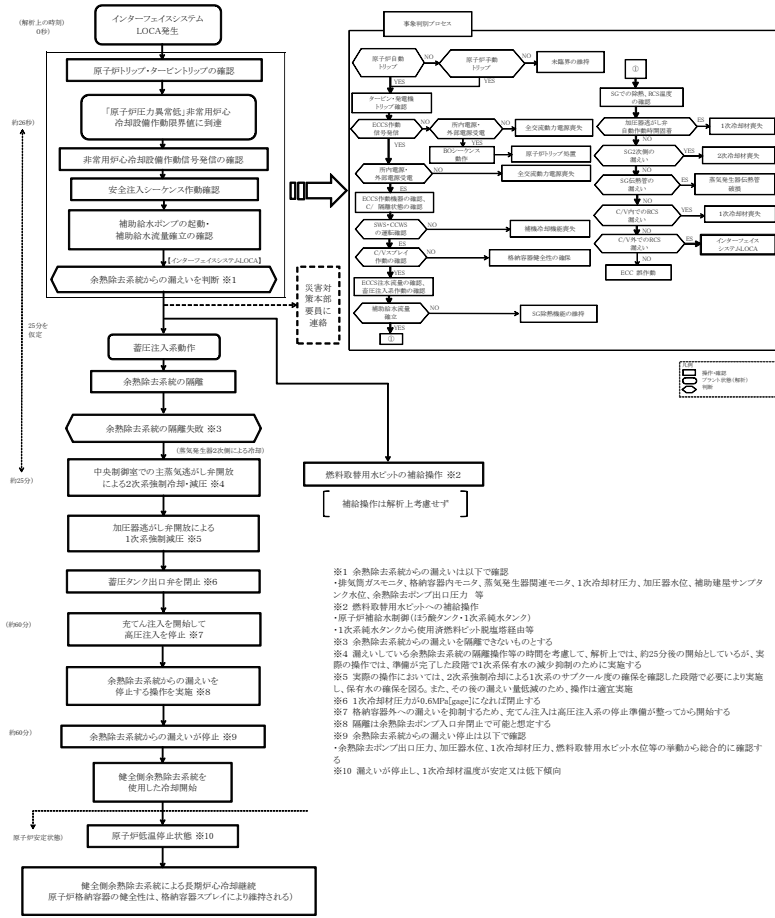 (解析上の時刻)
0秒)
インターフェイスシステム
LOCA発生
原子炉トリップ・タービントリップの確認
約26秒)
「原子炉圧力異常低」非常用炉心
冷却設備作動限界値に到達
非常用炉心冷却設備作動信号発信の確認
安全注入シーケンス作動確認
補助給水ポンプの起動・
補助給水流量確立の確認
【インターフェイスシステムLOCA】
余熱除去系統からの漏えいを判断 ※1
災害対
策本部
要員に
連絡
25分を
仮定
蓄圧注入系動作
余熱除去系統の隔離
余熱除去系統の隔離失敗 ※3
(蒸気発生器2次側による冷却)
約25分)
中央制御室での主蒸気逃がし弁開放
による2次系強制冷却・減圧 ※4
加圧器逃がし弁開放による
1次系強制減圧 ※5
蓄圧タンク出口弁を閉止 ※6
(約60分)
充てん注入を開始して
高圧注入を停止 ※7
余熱除去系統からの漏えいを
停止する操作を実施 ※8
約60分)
余熱除去系統からの漏えいが停止 ※9
健全側余熱除去系統を
使用した冷却開始
原子炉安定状態)
原子炉低温停止状態 ※10
健全側余熱除去系統による長期炉心冷却継続
原子炉格納容器の健全性は、格納容器スプレイにより維持される)
燃料取替用水ピットの補給操作 ※2
補給操作は解析上考慮せず
事象判別プロセス
原子炉自動
トリップ
NO
原子炉手動
トリップ
NO
未臨界の維持
YES
YES
タービン・発電機
トリップ確認
ECCS作動
信号発信
NO
所内電源・
外部電源受電
NO
全交流動力電源喪失
YES
YES
BOシーケンス
動作
原子炉トリップ処置
所内電源・
外部電源受電
NO
全交流動力電源喪失
ES
ECCS作動機器の確認、
C/ 隔離状態の確認
SWS・CCWS
の運転確認
NO
補機冷却機能喪失
YES
C/Vスプレイ
作動の確認
NO
格納容器健全性の確保
YES
ECCS注水流量の確認、
蓄圧注入系作動の確認
補助給水流量
確立
NO
SG除熱機能の維持
YES
①
①
SGでの除熱、RCS温度
の確認
加圧器逃がし弁
自動作動時間固着
ES
1次冷却材喪失
NO
SG2次側の
漏えい
YES
2次冷却材喪失
NO
SG伝熱管の
漏えい
ES
蒸気発生器伝熱管
破損
NO
C/V内でのRCS
漏えい
YES
1次冷却材喪失
NO
C/V外でのRCS
漏えい
ES
インターフェイス
システムLOCA
NO
ECC 誤作動
凡例
操作・確認
プラント状態(解析)
判断
※1 余熱除去系統からの漏えいは以下で確認
・排気筒ガスモニタ、格納容器内モニタ、蒸気発生器関連モニタ、1次冷却材圧力、加圧器水位、補助建屋サンプタ
ンク水位、余熱除去ポンプ出口圧力 等
※2 燃料取替用水ピットへの補給操作
・原子炉補給水制御(ほう酸タンク・1次系純水タンク)
・1次系純水タンクから使用済燃料ピット脱塩塔経由等
※3 余熱除去系統からの漏えいを隔離できないものとする
※4 漏えいしている余熱除去系統の隔離操作等の時間を考慮して、解析上では、約25分後の開始としているが、実
際の操作では、準備が完了した段階で1次系保有水の減少抑制のために実施する
※5 実際の操作においては、2次系強制冷却による1次系のサブクール度の確保を確認した段階で必要により実施
し、保有水の確保を図る。また、その後の漏えい量低減のため、操作は適宜実施
※6 1次冷却材圧力が0.6MPa[gage]になれば閉止する
※7 格納容器外への漏えいを抑制するため、充てん注入は高圧注入系の停止準備が整ってから開始する
※8 隔離は余熱除去ポンプ入口弁閉止で可能と想定する
※9 余熱除去系統からの漏えい停止は以下で確認
・余熱除去ポンプ出口圧力、加圧器水位、1次冷却材圧力、燃料取替用水ピット水位等の挙動から総合的に確認す
る
※10 漏えいが停止し、1次冷却材温度が安定又は低下傾向